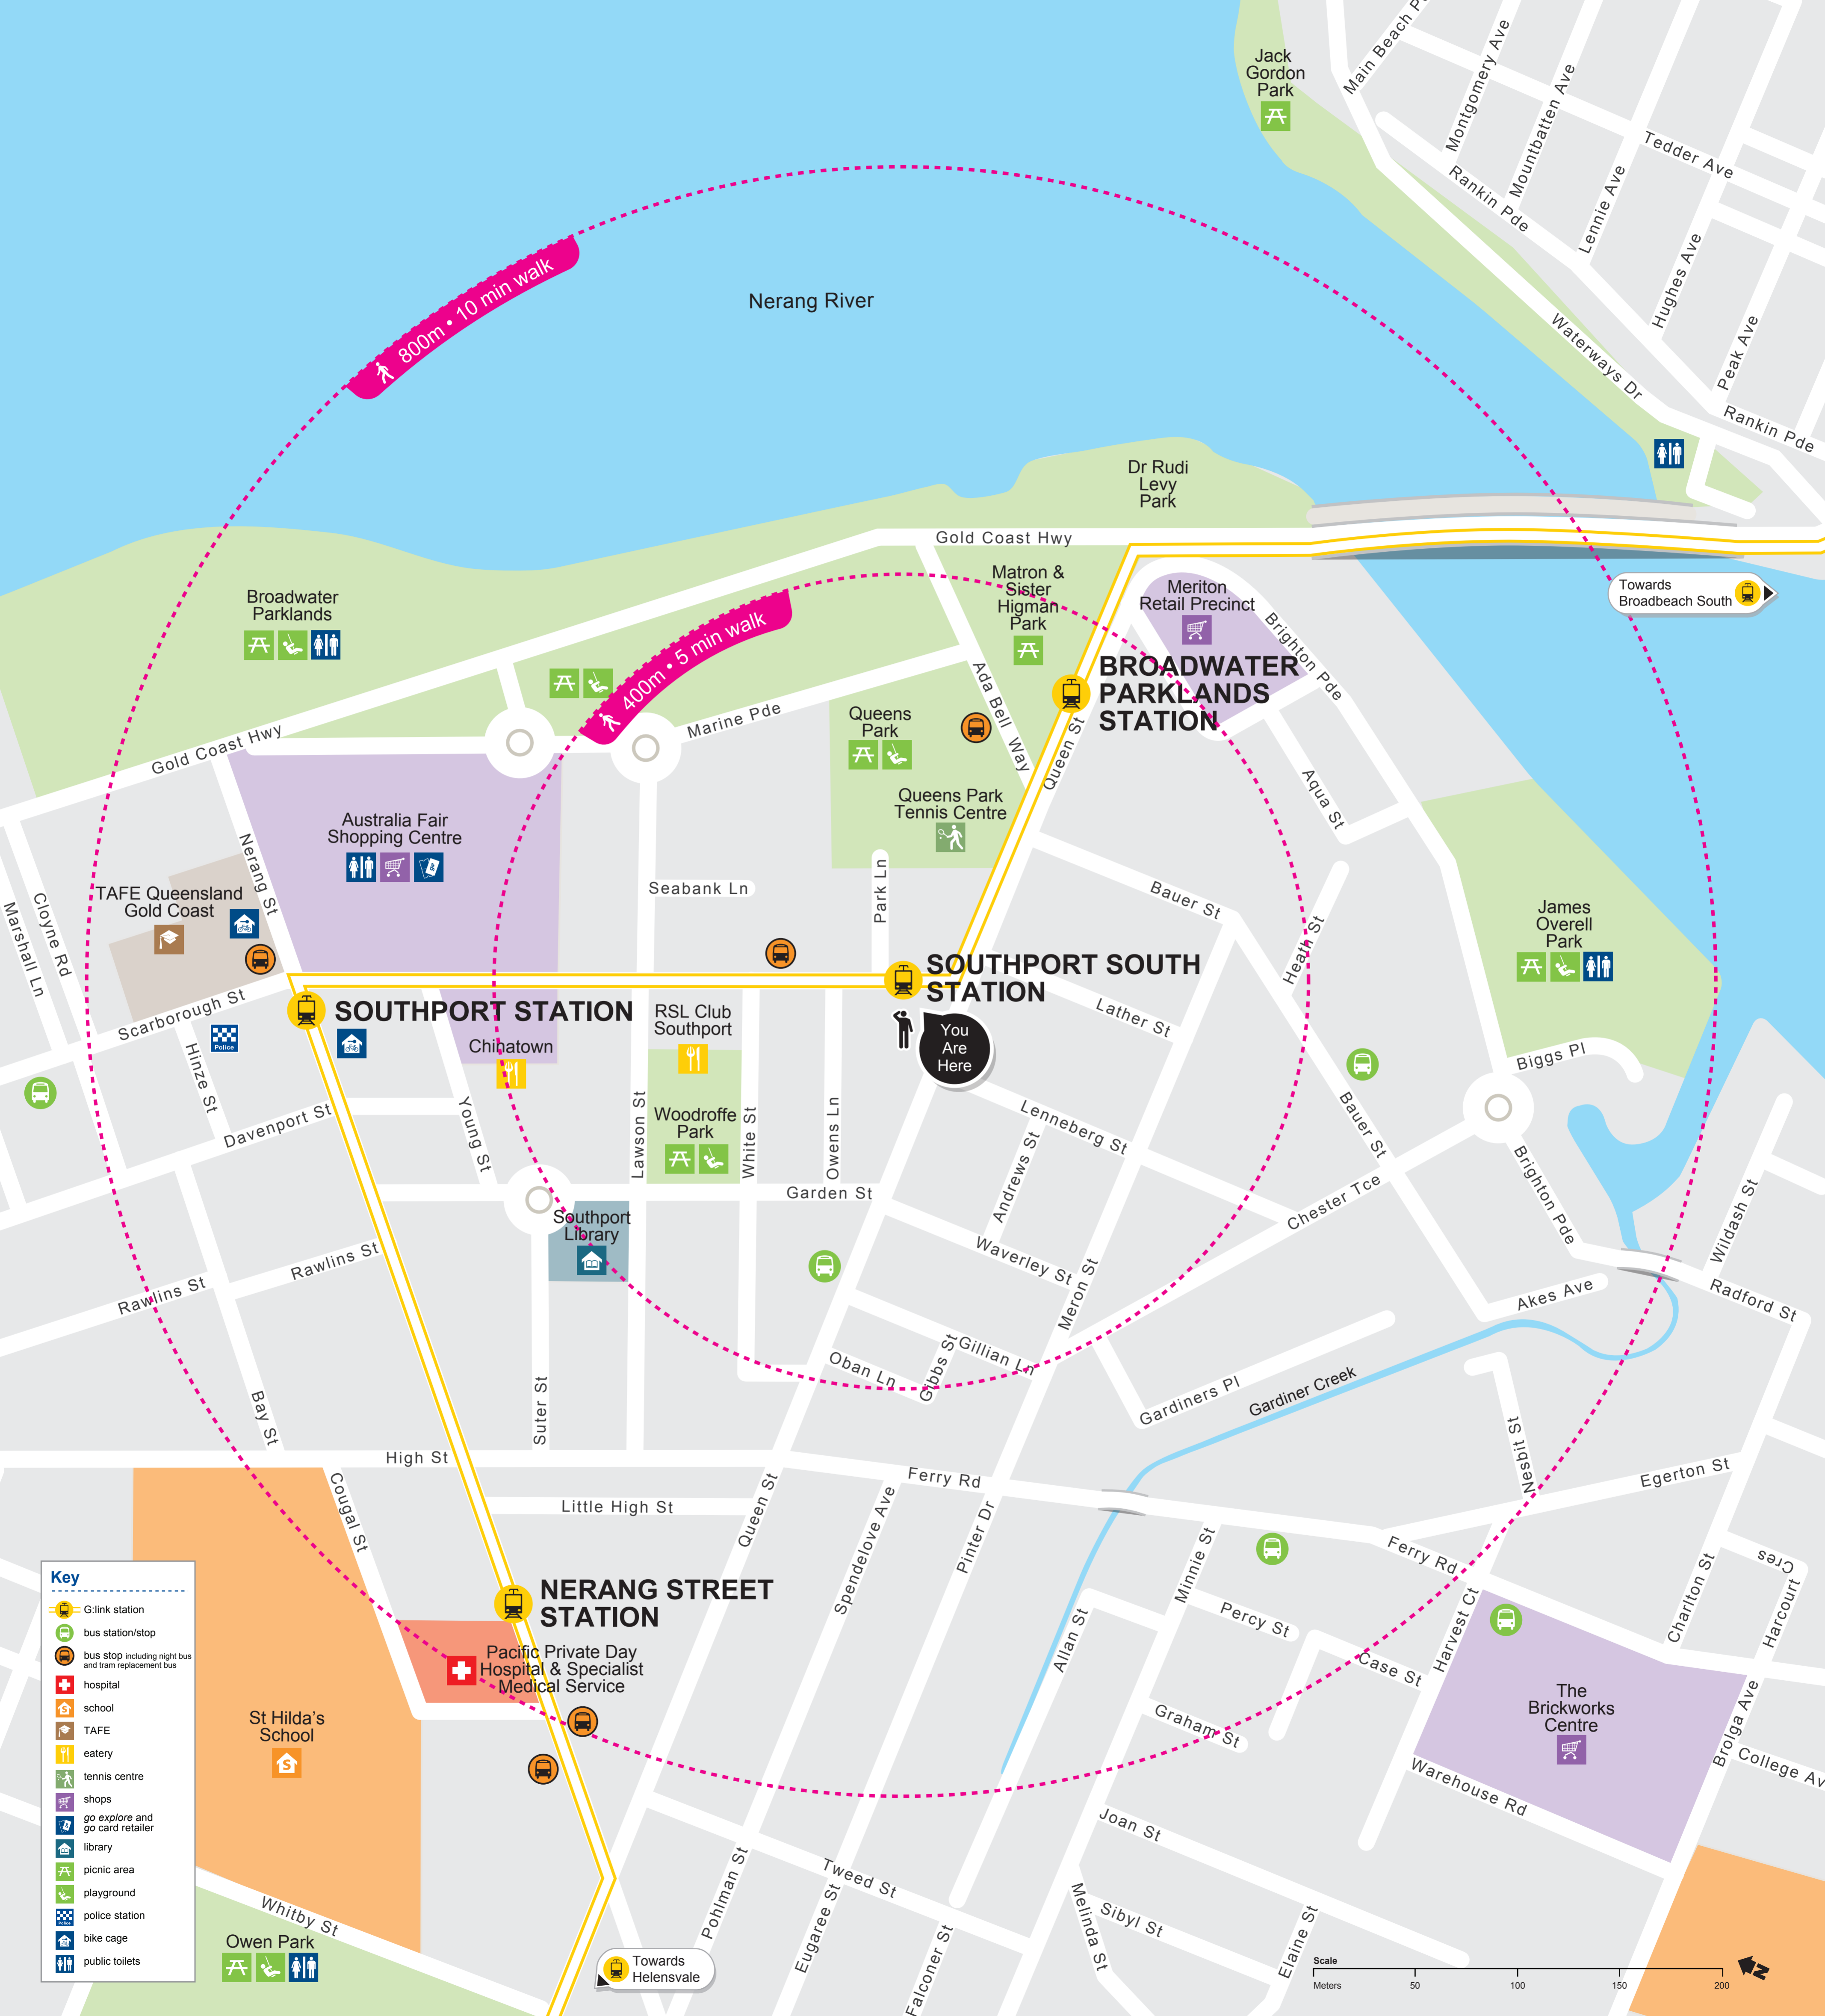 Jack
Gordon
Park
Main Beach P
Montgomery Ave
Mountbatten Ave
Tedder Ave
Rankin Pde
Lennie Ave
Hughes Ave
Peak Ave
Waterways Dr
Rankin Pde
800m • 10 min walk
Nerang River
Dr Rudi
Levy
Park
Gold Coast Hwy
Matron &
Sister
Higman
Park
Meriton
Retail Precinct
Brighton Pde
Towards
Broadbeach South
Broadwater
Parklands
400m • 5 min walk
BROADWATER
PARKLANDS
STATION
Ada Bell Way
Queen St
Marine Pde
Queens
Park
Gold Coast Hwy
Aqua St
Queens Park
Tennis Centre
Australia Fair
Shopping Centre
Nerang St
TAFE Queensland
Gold Coast
Cloyne Rd
Marshall Ln
Seabank Ln
Park Ln
Bauer St
Heath St
James
Overell
Park
SOUTHPORT SOUTH
STATION
SOUTHPORT STATION
Scarborough St
Police
Hinze St
RSL Club
Southport
Chinatown
You
Are
Here
Lather St
Biggs Pl
Davenport St
Young St
Lawson St
Woodroffe
Park
White St
Owens Ln
Lenneberg St
Andrews St
Bauer St
Garden St
Chester Tce
Brighton Pde
Wildash St
Southport
Library
Waverley St
Meron St
Rawlins St
Rawlins St
Akes Ave
Radford St
Oban Ln
Gibbs St
Gillian Ln
Gardiners Pl
Gardiner Creek
Suter St
Bay St
High St
Ferry Rd
Nesbit St
Egerton St
Cougal St
Little High St
Queen St
Spendelove Ave
Pinter Dr
Minnie St
Ferry Rd
Charlton St
Cres
Harcourt
NERANG STREET
STATION
Pacific Private Day
Hospital & Specialist
Medical Service
Percy St
Allan St
Case St
Harvest Ct
The
Brickworks
Centre
Brolga Ave
College Av
Graham St
Warehouse Rd
St Hilda's
School
Joan St
Tweed St
Pohlman St
Eugaree St
Falconer St
Melinda St
Sibyl St
Elaine St
Whitby St
Owen Park
Towards
Helensvale
Key
G:link station
bus station/stop
bus stop including night bus
and tram replacement bus
hospital
S school
TAFE
eatery
tennis centre
shops
go explore and
go card retailer
library
picnic area
playground
Police police station
bike cage
public toilets
S
Scale
Meters 50 100 150 200
N